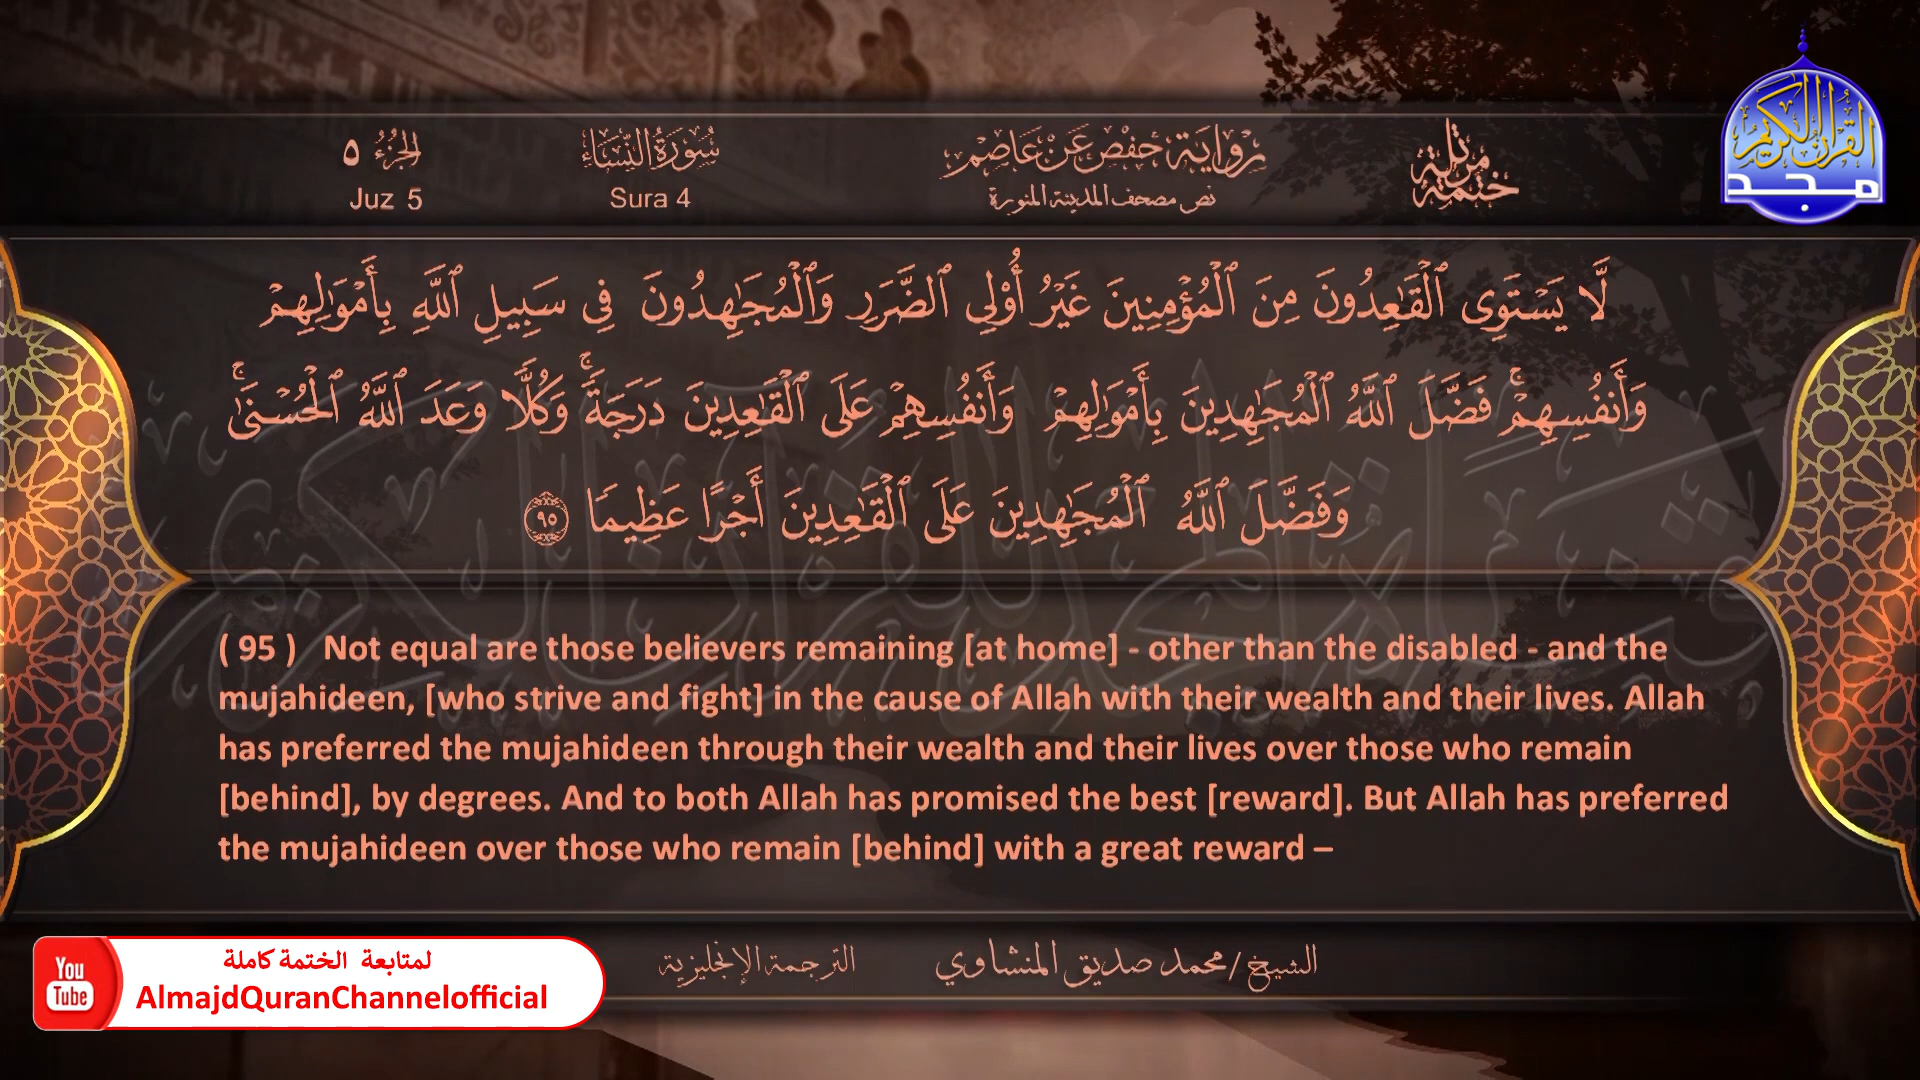 ختمة مرتلة
رواية حفص عن عاصم
نص مصحف المدينة المنورة
سورة النساء
Sura 4
الجزء ٥
Juz 5
القرآن الكريم
مجد
لَّا يَسْتَوِى ٱلْقَـٰعِدُونَ مِنَ ٱلْمُؤْمِنِينَ غَيْرُ أُو۟لِى ٱلضَّرَرِ وَٱلْمُجَـٰهِدُونَ فِى سَبِيلِ ٱللَّهِ بِأَمْوَٰلِهِمْ
وَأَنفُسِهِمْ ۚ فَضَّلَ ٱللَّهُ ٱلْمُجَـٰهِدِينَ بِأَمْوَٰلِهِمْ وَأَنفُسِهِمْ عَلَى ٱلْقَـٰعِدِينَ دَرَجَةً ۚ وَكُلًّا وَعَدَ ٱللَّهُ ٱلْحُسْنَىٰ ۚ
وَفَضَّلَ ٱللَّهُ ٱلْمُجَـٰهِدِينَ عَلَى ٱلْقَـٰعِدِينَ أَجْرًا عَظِيمًا ٩٥
( 95 ) Not equal are those believers remaining [at home] - other than the disabled - and the
mujahideen, [who strive and fight] in the cause of Allah with their wealth and their lives. Allah
has preferred the mujahideen through their wealth and their lives over those who remain
[behind], by degrees. And to both Allah has promised the best [reward]. But Allah has preferred
the mujahideen over those who remain [behind] with a great reward –
الشيخ / محمد صديق المنشاوي
الترجمة الإنجليزية
You
Tube
لمتابعة الختمة كاملة
AlmajdQuranChannelofficial